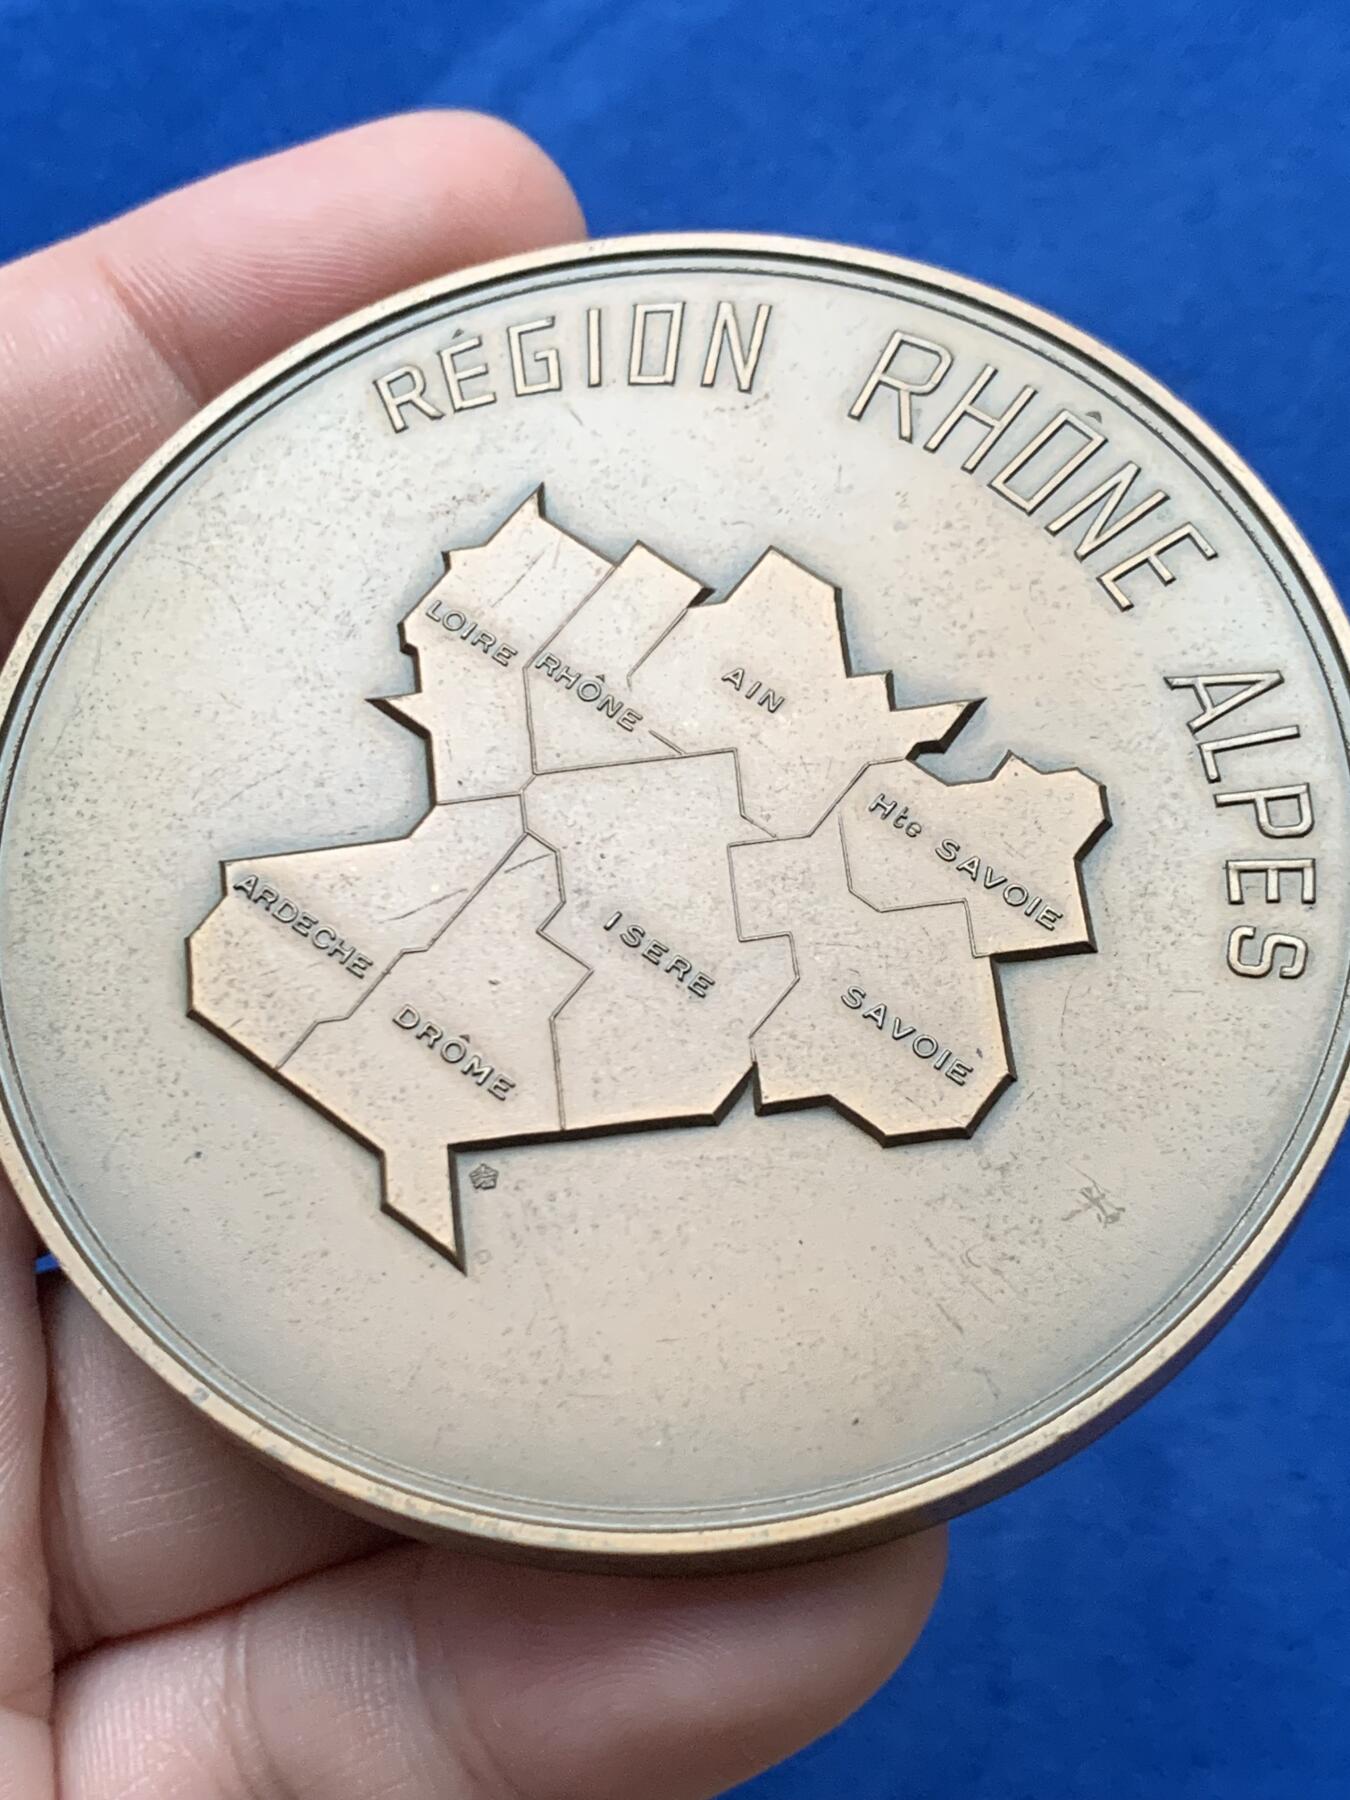 RÉGION RHÔNE ALPES
LOIRE
RHÔNE
AIN
Hte SAVOIE
ARDECHE
ISERE
DRÔME
SAVOIE